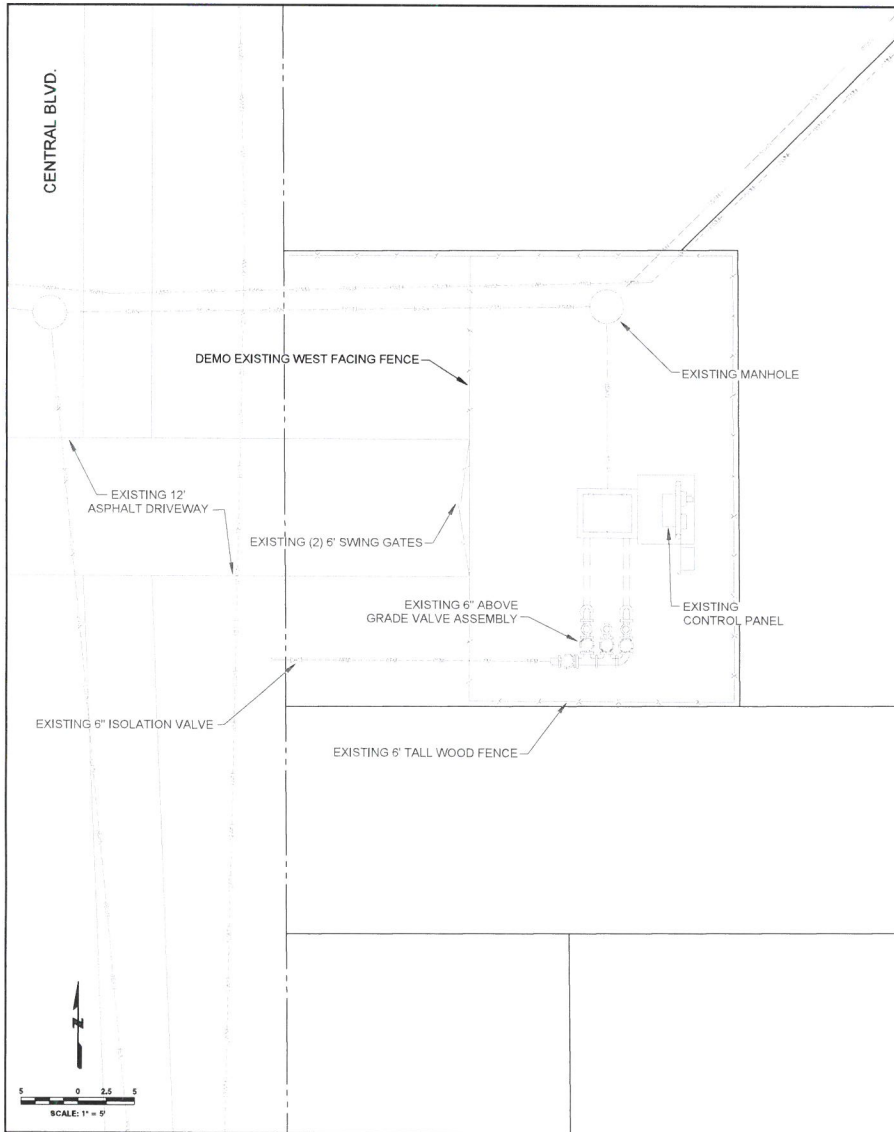 CENTRAL BLVD.
DEMO EXISTING WEST FACING FENCE
EXISTING MANHOLE
EXISTING 12'
ASPHALT DRIVEWAY
EXISTING (2) 6' SWING GATES
EXISTING 6" ABOVE
GRADE VALVE ASSEMBLY
EXISTING
CONTROL PANEL
EXISTING 6" ISOLATION VALVE
EXISTING 6' TALL WOOD FENCE
N
5 0 2.5 5
SCALE: 1" = 5'